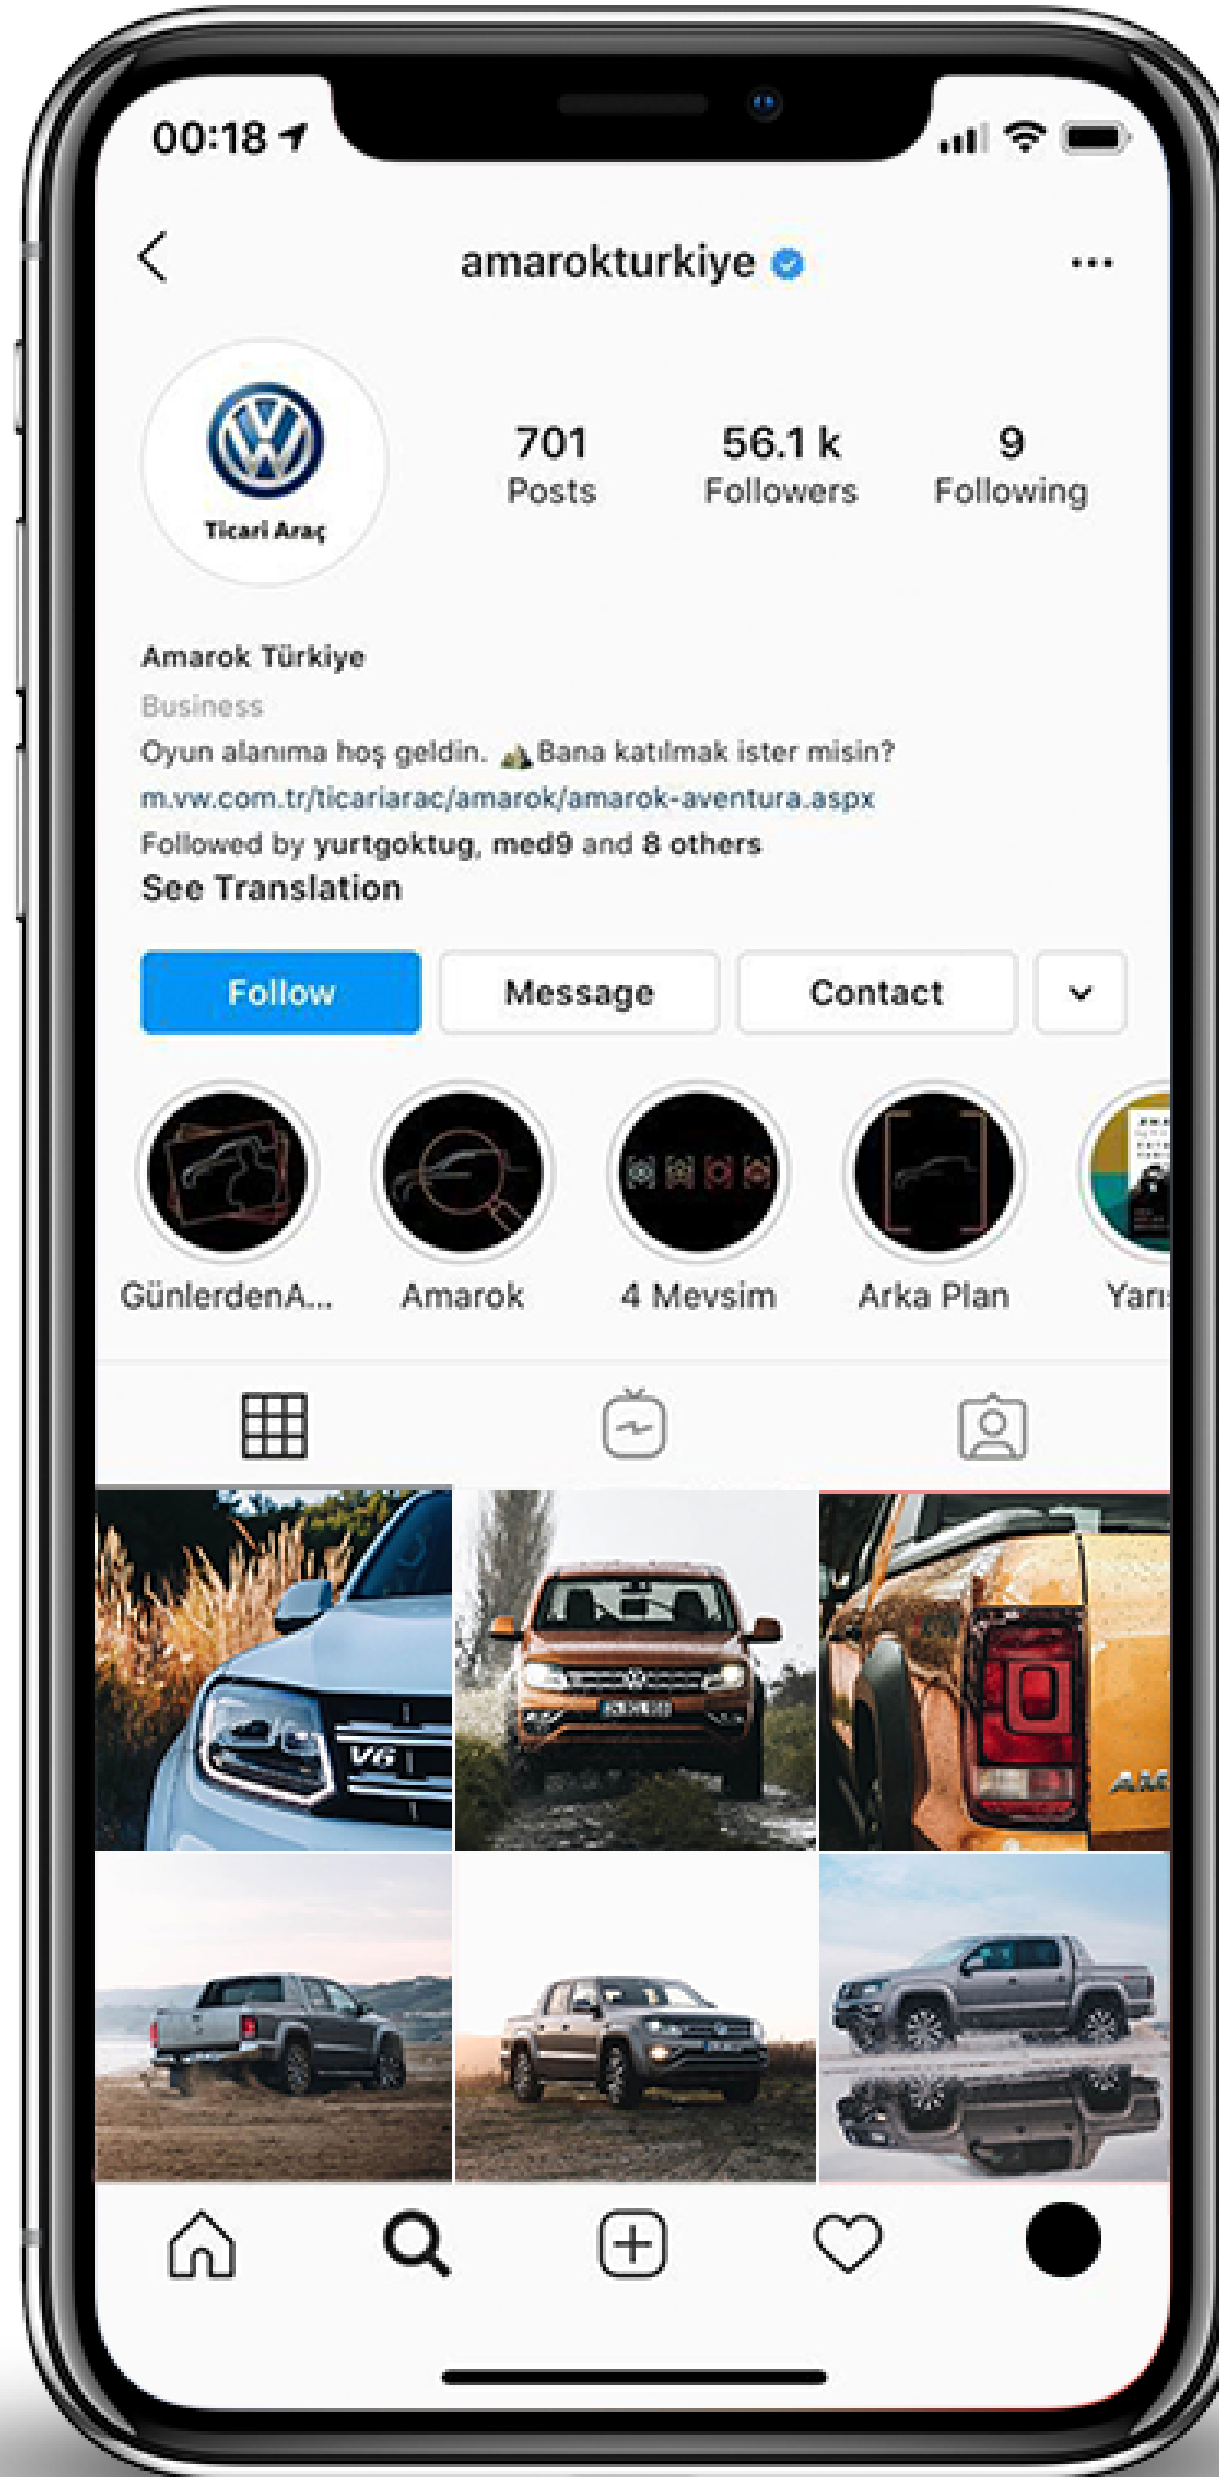 00:18
amarokturkiye
701 56.1 k 9
Posts Followers Following
Ticari Araç
Amarok Türkiye
Business
Oyun alanıma hoş geldin. Bana katılmak ister misin?
m.vw.com.tr/ticariarac/amarok/amarok-aventura.aspx
Followed by yurtgoktug, med9 and 8 others
See Translation
Follow Message Contact
GünlerdenA... Amarok 4 Mevsim Arka Plan Yarış
V6
AM